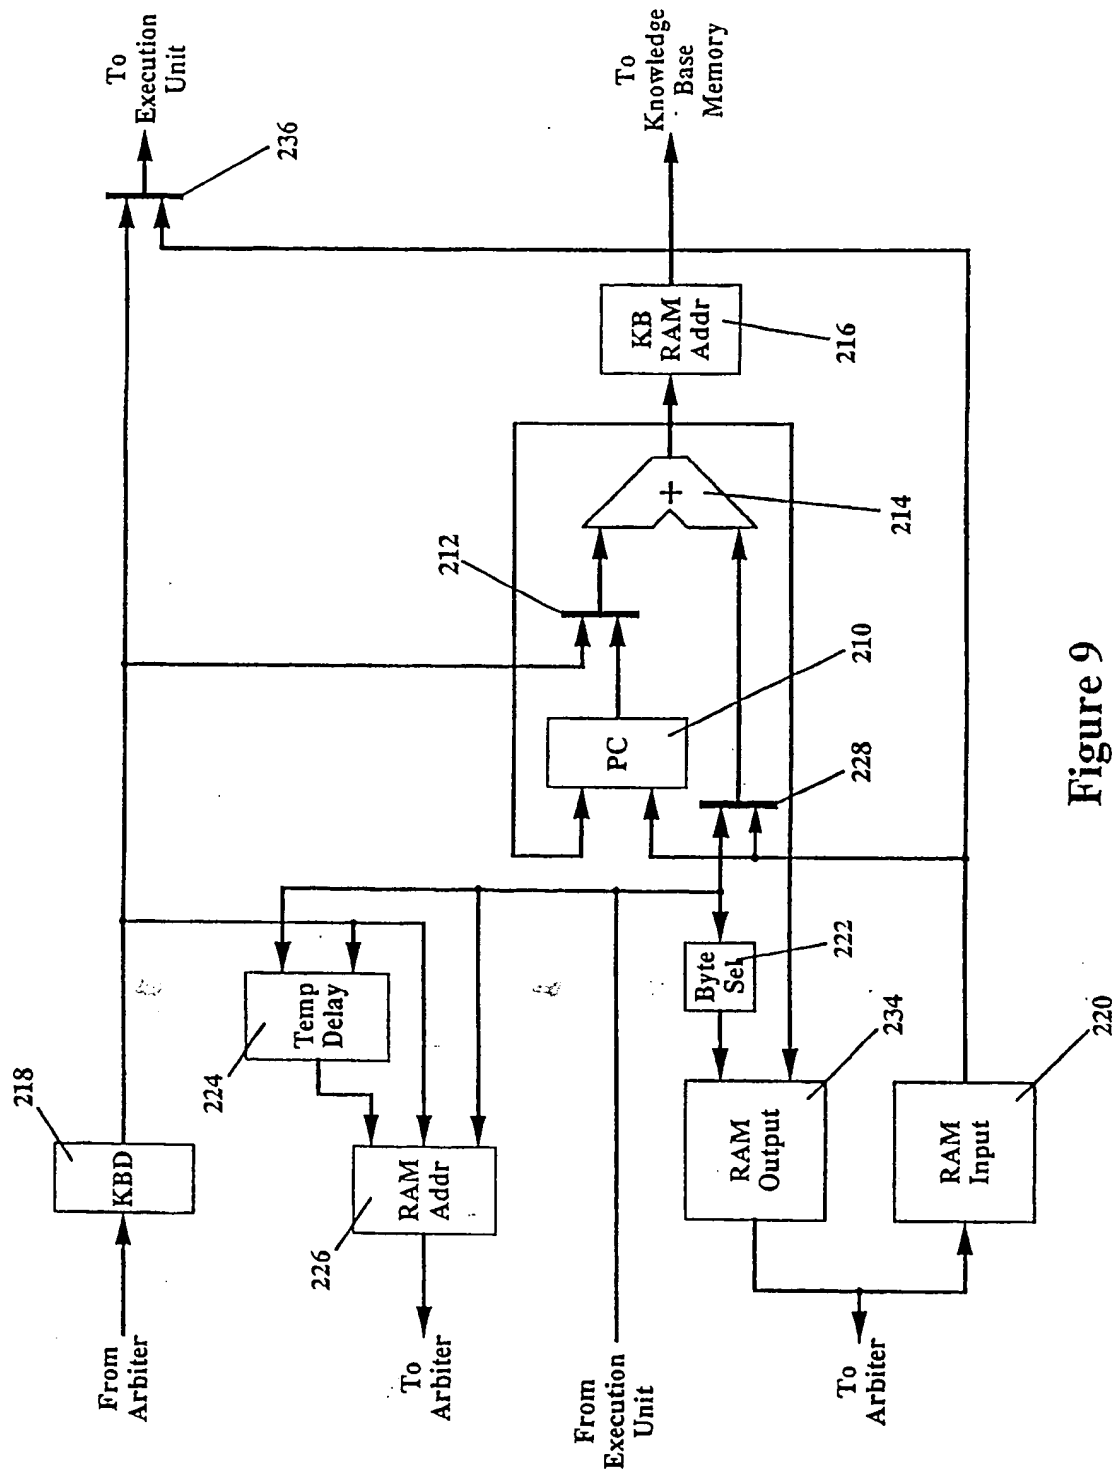 To
Execution
Unit
236
To
Knowledge
Base
Memory
KB
RAM
Addr
216
212
+
214
PC
210
228
Byte
Sel
222
Temp
Delay
224
KBD
218
RAM
Addr
226
RAM
Output
234
RAM
Input
220
From
Arbiter
To
Arbiter
From
Execution
Unit
To
Arbiter
Figure 9